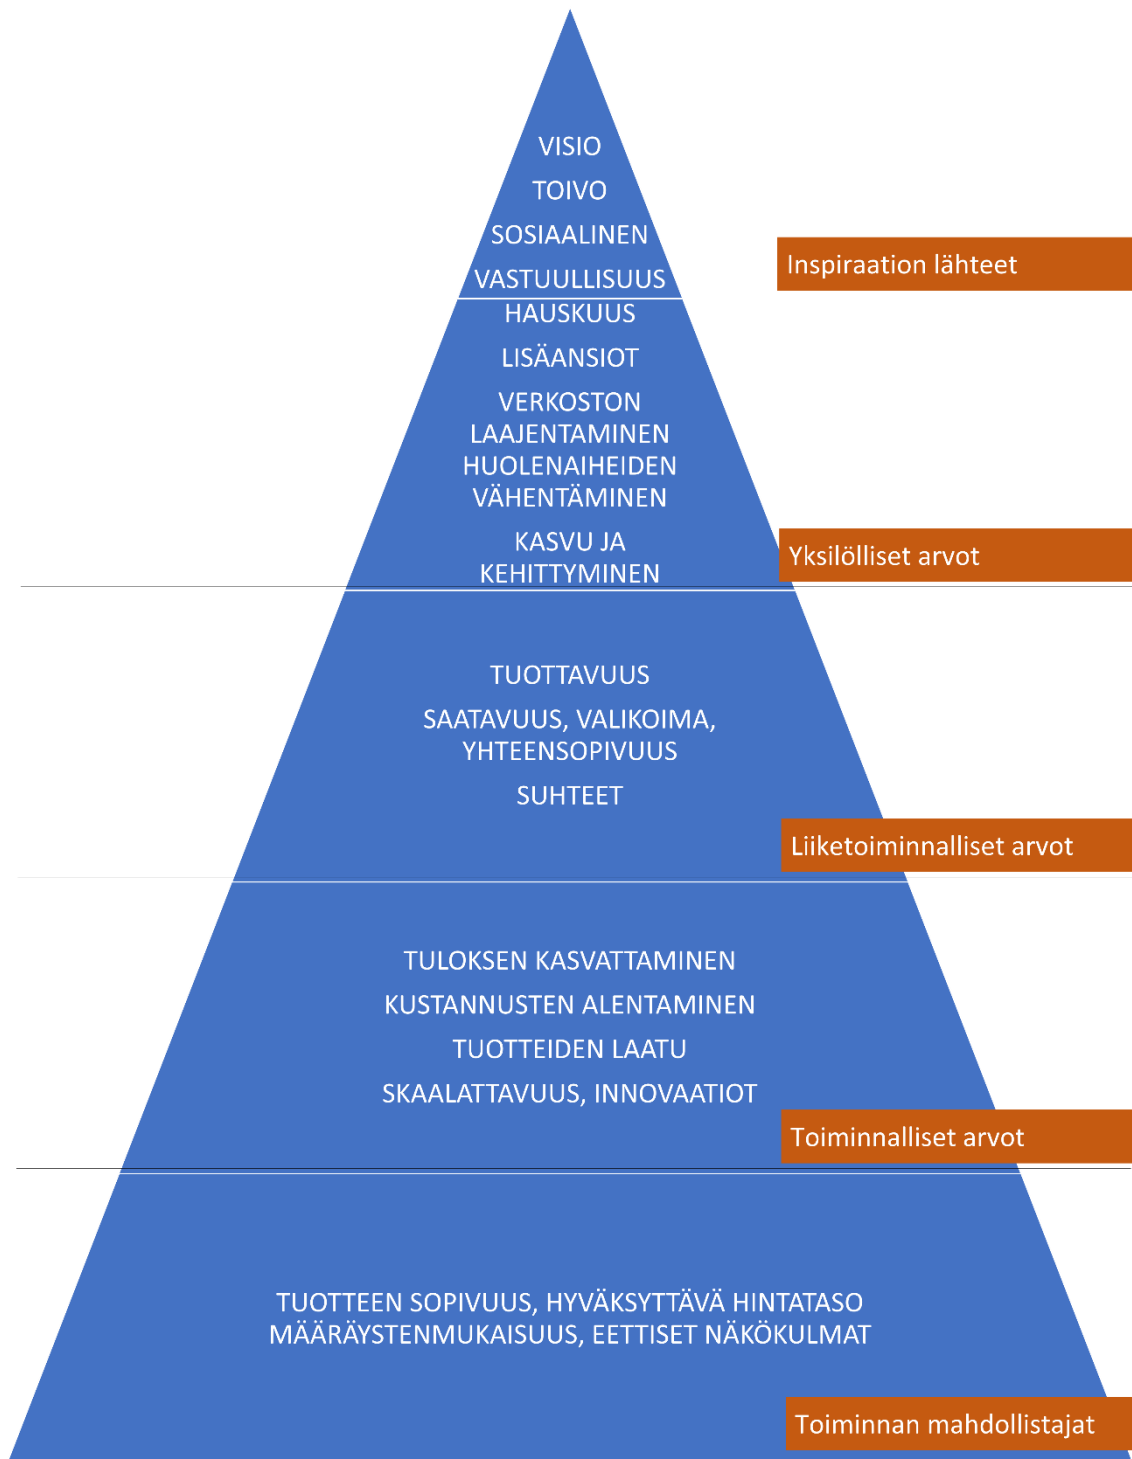 VISIO
TOIVO
SOSIAALINEN
VASTUULLISUUS
Inspiraation lähteet
HAUSKUUS
LISÄANSIOT
VERKOSTON
LAAJENTAMINEN
HUOLENAIHEIDEN
VÄHENTÄMINEN
KASVU JA
KEHITTYMINEN
Yksilölliset arvot
TUOTTAVUUS
SAATAVUUS, VALIKOIMA,
YHTEENSOPIVUUS
SUHTEET
Liiketoiminnalliset arvot
TULOKSEN KASVATTAMINEN
KUSTANNUSTEN ALENTAMINEN
TUOTTEIDEN LAATU
SKAALATTAVUUS, INNOVAATIOT
Toiminnalliset arvot
TUOTTEEN SOPIVUUS, HYVÄKSYTTÄVÄ HINTATASO
MÄÄRÄYSTENMUKAISUUS, EETTISET NÄKÖKULMAT
Toiminnan mahdollistajat